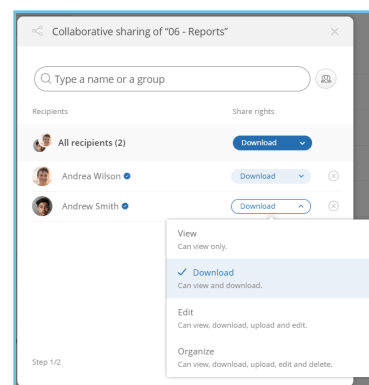 Collaborative sharing of “06 - Reports”
Type a name or a group
Recipients Share rights
All recipients (2) Download
Andrea Wilson Download
Andrew Smith Download
View
Can view only.
Download
Can view and download.
Edit
Can view, download, upload and edit.
Organize
Can view, download, upload, edit and delete.
Step 1/2